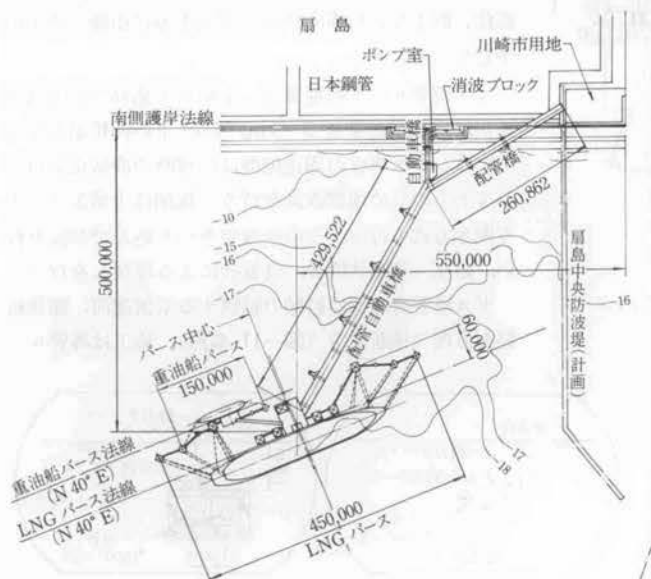 扇島
川崎市用地
ポンプ室
日本鋼管
消波ブロック
南側護岸法線
自動車橋
配管橋
260,862
-10
-15
-16
-17
429,522
550,000
500,000
配管自動車橋
扇島中央防波堤(計画)
-16
バース中心
重油船バース
150,000
60,000
-17
-18
重油船バース法線
(N 40° E)
LNG バース法線
(N 40° E)
450,000
LNG バース